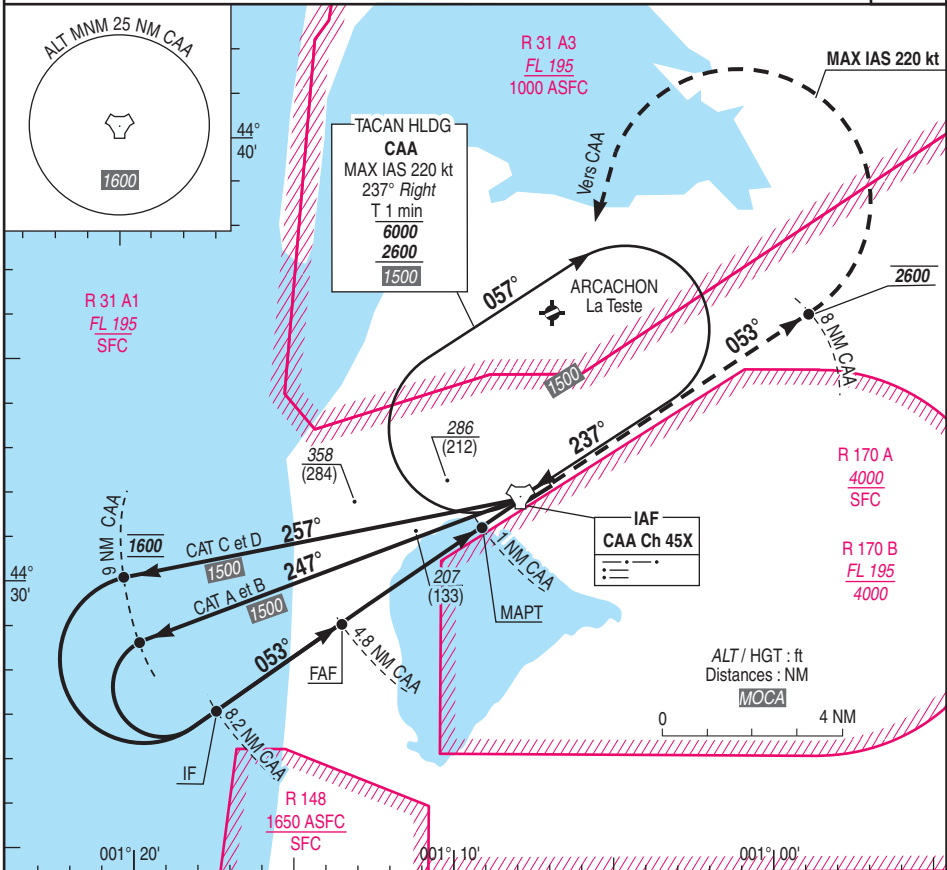 ALT MNM 25 NM CAA
1600
44°
40'
R 31 A3
FL 195
1000 ASFC
MAX IAS 220 kt
TACAN HLDG
CAA
MAX IAS 220 kt
237° Right
T 1 min
6000
2600
1500
Vers CAA
R 31 A1
FL 195
SFC
057°
ARCACHON
La Teste
2600
053°
8 NM CAA
1500
237°
286
(212)
358
(284)
R 170 A
4000
SFC
IAF
CAA Ch 45X
R 170 B
FL 195
4000
9 NM CAA
1600
CAT C et D
257°
1500
CAT A et B
247°
1500
44°
30'
207
(133)
1 NM CAA
MAPT
053°
FAF
4.8 NM CAA
ALT / HGT : ft
Distances : NM
MOCA
0
4 NM
8.2 NM CAA
IF
R 148
1650 ASFC
SFC
001° 20'
001° 10'
001° 00'